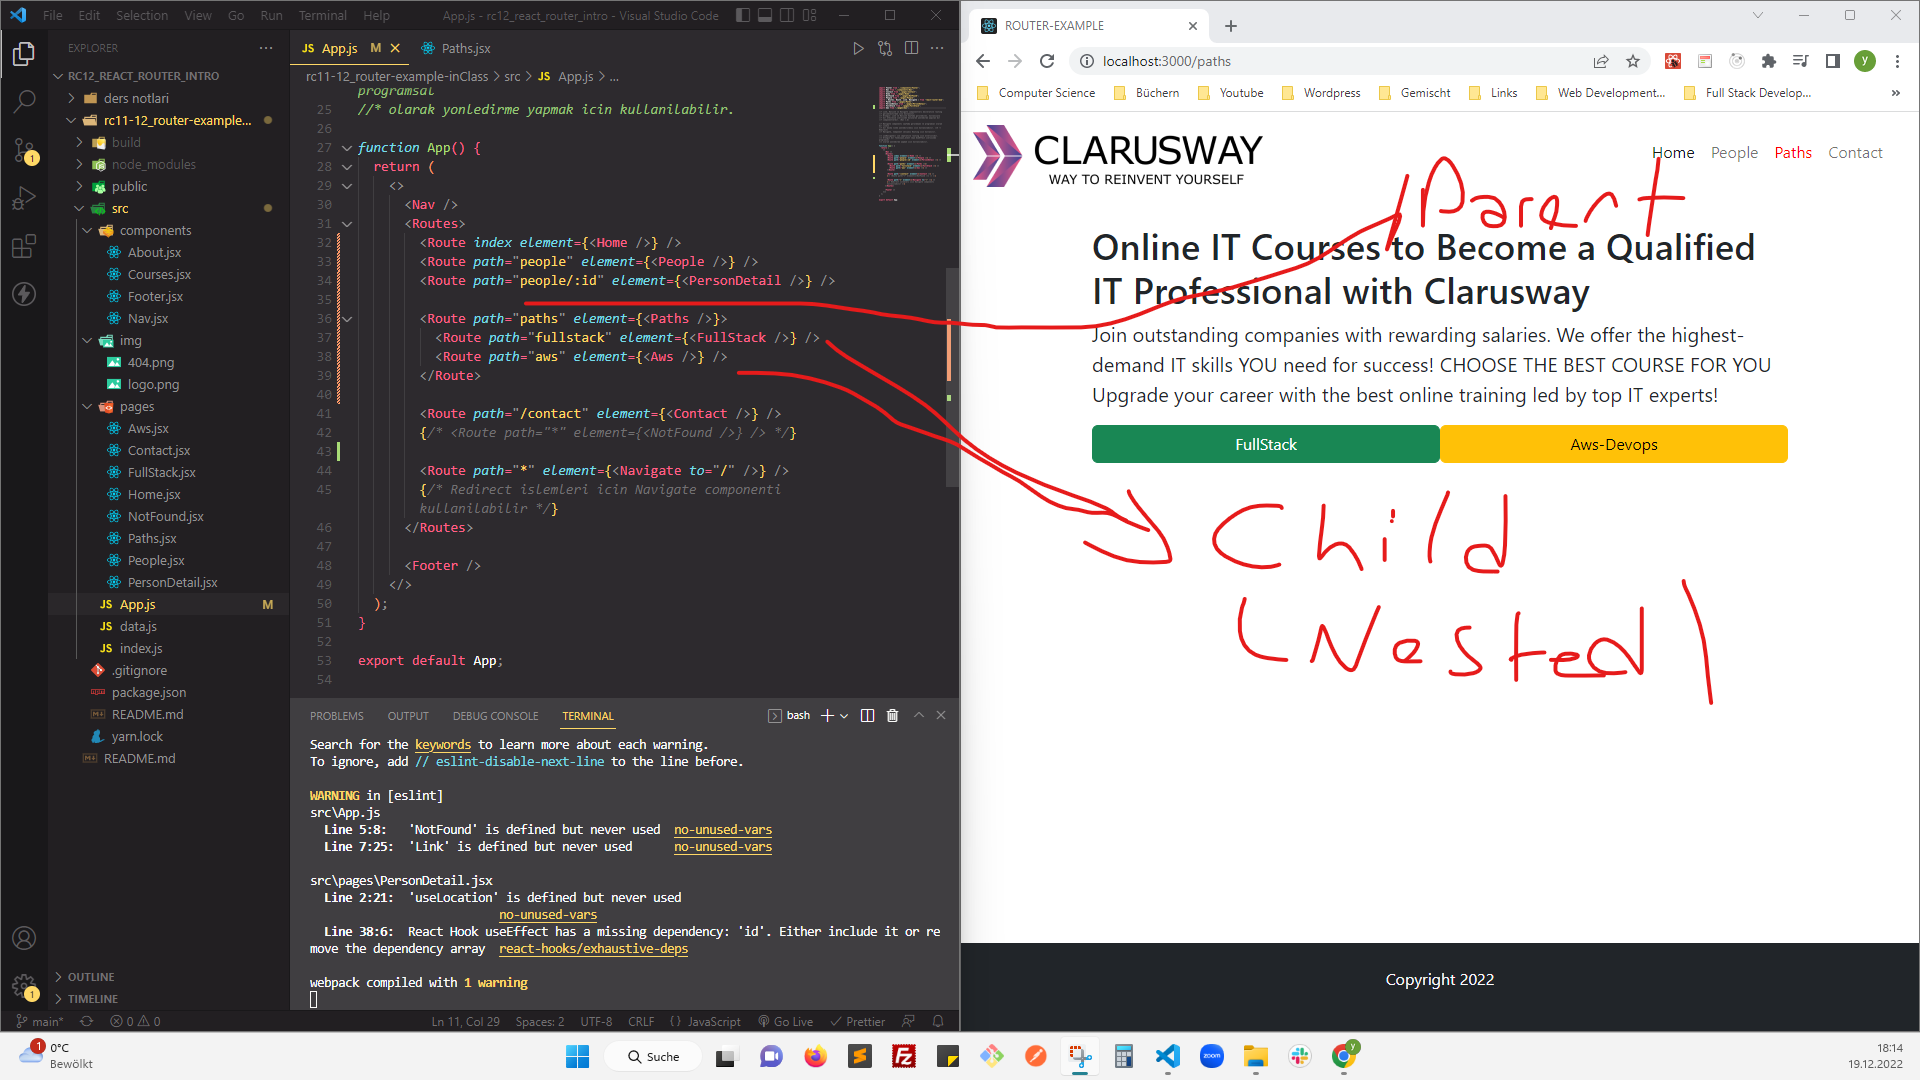 File Edit Selection View Go Run Terminal Help
App.js - rc12_react_router_intro - Visual Studio Code
EXPLORER
RC12_REACT_ROUTER_INTRO
ders notlari
rc11-12_router-example...
build
node_modules
public
src
components
About.jsx
Courses.jsx
Footer.jsx
Nav.jsx
img
404.png
logo.png
pages
Aws.jsx
Contact.jsx
FullStack.jsx
Home.jsx
NotFound.jsx
Paths.jsx
People.jsx
PersonDetail.jsx
JS App.js M
JS data.js
JS index.js
.gitignore
package.json
README.md
yarn.lock
README.md
OUTLINE
TIMELINE
1
1
JS App.js M
Paths.jsx
rc11-12_router-example-inClass > src > JS App.js > ...
programsal
25 //* olarak yonledirme yapmak icin kullanilabilir.
26
27 function App() {
28 return (
29 <>
30 <Nav />
31 <Routes>
32 <Route index element={<Home />} />
33 <Route path="people" element={<People />} />
34 <Route path="people/:id" element={<PersonDetail />} />
35
36 <Route path="paths" element={<Paths />}>
37 <Route path="fullstack" element={<FullStack />} />
38 <Route path="aws" element={<Aws />} />
39 </Route>
40
41 <Route path="/contact" element={<Contact />} />
42 {/* <Route path="*" element={<NotFound />} /> */}
43
44 <Route path="*" element={<Navigate to="/" />} />
45 {/* Redirect islemleri icin Navigate componenti
kullanilabilir */}
46 </Routes>
47
48 <Footer />
49 </>
50 );
51 }
52
53 export default App;
54
PROBLEMS OUTPUT DEBUG CONSOLE TERMINAL
bash
Search for the keywords to learn more about each warning.
To ignore, add // eslint-disable-next-line to the line before.
WARNING in [eslint]
src\App.js
Line 5:8: 'NotFound' is defined but never used no-unused-vars
Line 7:25: 'Link' is defined but never used no-unused-vars
src\pages\PersonDetail.jsx
Line 2:21: 'useLocation' is defined but never used
no-unused-vars
Line 38:6: React Hook useEffect has a missing dependency: 'id'. Either include it or re
move the dependency array react-hooks/exhaustive-deps
webpack compiled with 1 warning
main* 0 0
Ln 11, Col 29 Spaces: 2 UTF-8 CRLF {} JavaScript Go Live Prettier
ROUTER-EXAMPLE
localhost:3000/paths
y
Computer Science Büchern Youtube Wordpress Gemischt Links Web Development... Full Stack Develop... »
CLARUSWAY
WAY TO REINVENT YOURSELF
Home People Paths Contact
Parent
Online IT Courses to Become a Qualified
IT Professional with Clarusway
Join outstanding companies with rewarding salaries. We offer the highest-
demand IT skills YOU need for success! CHOOSE THE BEST COURSE FOR YOU
Upgrade your career with the best online training led by top IT experts!
FullStack Aws-Devops
Child
(Nested)
Copyright 2022
1
0°C
Bewölkt
Suche
zoom
y
18:14
19.12.2022